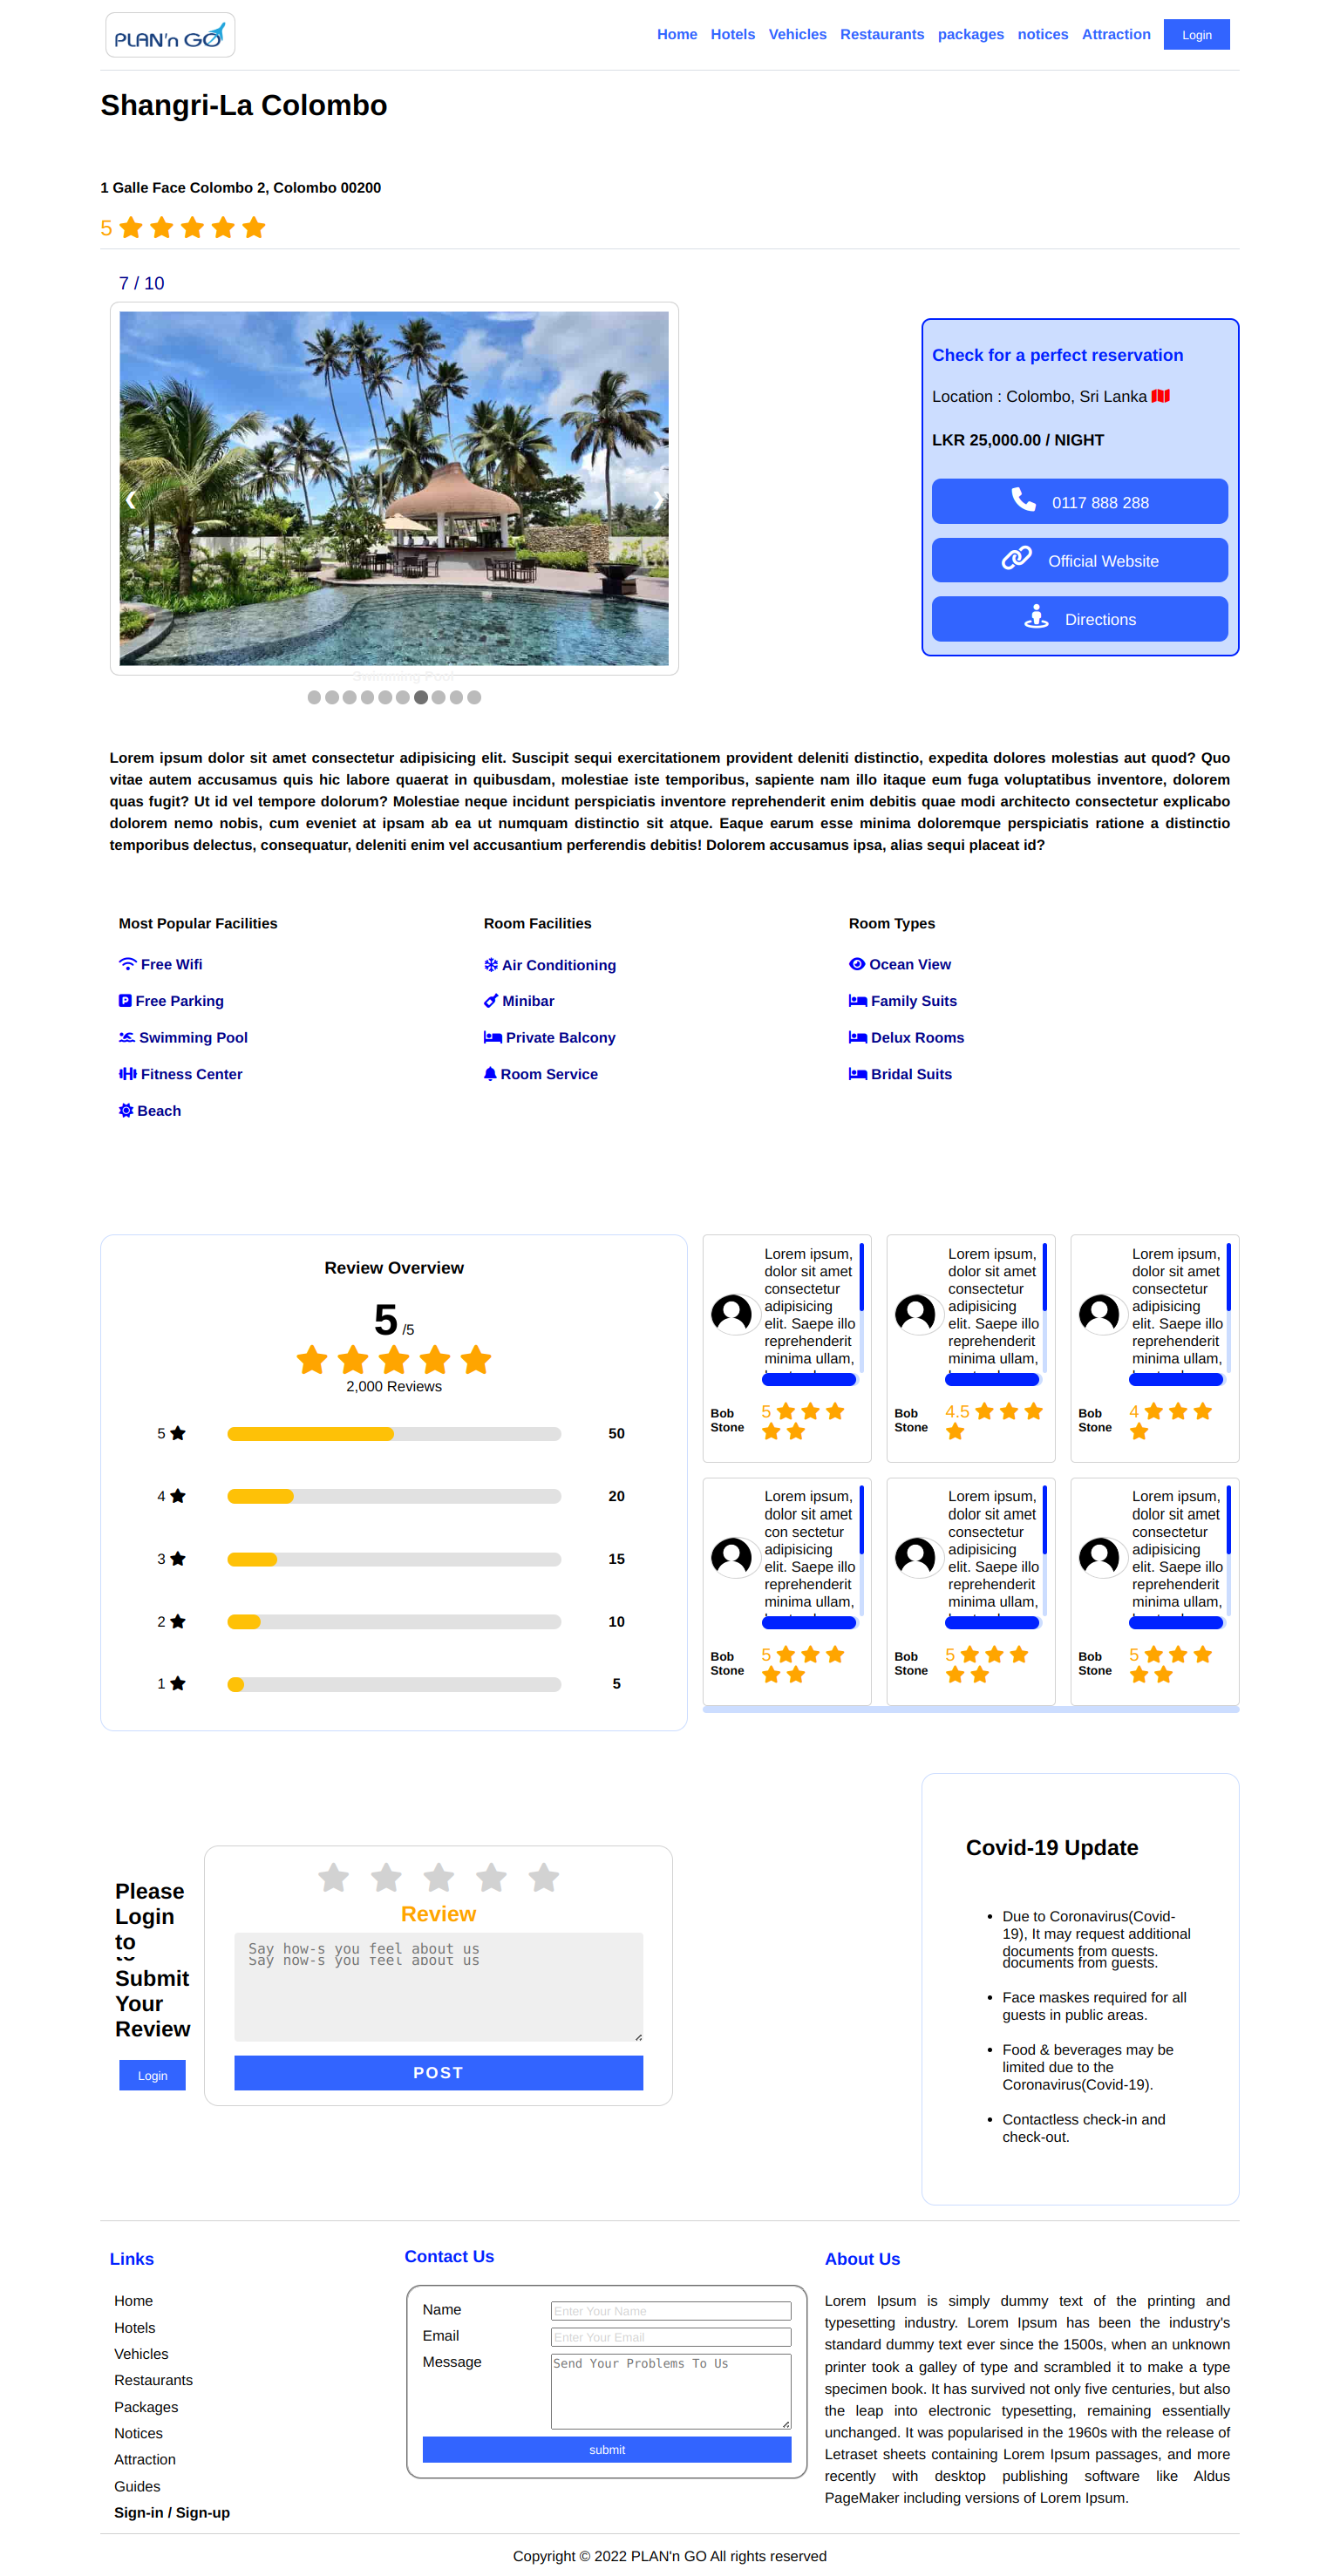 PLAN'n GO
Home Hotels Vehicles Restaurants packages notices Attraction Login
Shangri-La Colombo
1 Galle Face Colombo 2, Colombo 00200
5
7 / 10
❮ ❯
Swimming Pool
Check for a perfect reservation
Location : Colombo, Sri Lanka
LKR 25,000.00 / NIGHT
0117 888 288
Official Website
Directions
Lorem ipsum dolor sit amet consectetur adipisicing elit. Suscipit sequi exercitationem provident deleniti distinctio, expedita dolores molestias aut quod? Quo
vitae autem accusamus quis hic labore quaerat in quibusdam, molestiae iste temporibus, sapiente nam illo itaque eum fuga voluptatibus inventore, dolorem
quas fugit? Ut id vel tempore dolorum? Molestiae neque incidunt perspiciatis inventore reprehenderit enim debitis quae modi architecto consectetur explicabo
dolorem nemo nobis, cum eveniet at ipsam ab ea ut numquam distinctio sit atque. Eaque earum esse minima doloremque perspiciatis ratione a distinctio
temporibus delectus, consequatur, deleniti enim vel accusantium perferendis debitis! Dolorem accusamus ipsa, alias sequi placeat id?
Most Popular Facilities
Free Wifi
Free Parking
Swimming Pool
Fitness Center
Beach
Room Facilities
Air Conditioning
Minibar
Private Balcony
Room Service
Room Types
Ocean View
Family Suits
Delux Rooms
Bridal Suits
Review Overview
5 /5
2,000 Reviews
5 50
4 20
3 15
2 10
1 5
Lorem ipsum,
dolor sit amet
consectetur
adipisicing
elit. Saepe illo
reprehenderit
minima ullam,
Bob
Stone
5
Lorem ipsum,
dolor sit amet
consectetur
adipisicing
elit. Saepe illo
reprehenderit
minima ullam,
Bob
Stone
4.5
Lorem ipsum,
dolor sit amet
consectetur
adipisicing
elit. Saepe illo
reprehenderit
minima ullam,
Bob
Stone
4
Lorem ipsum,
dolor sit amet
con sectetur
adipisicing
elit. Saepe illo
reprehenderit
minima ullam,
Bob
Stone
5
Lorem ipsum,
dolor sit amet
consectetur
adipisicing
elit. Saepe illo
reprehenderit
minima ullam,
Bob
Stone
5
Lorem ipsum,
dolor sit amet
consectetur
adipisicing
elit. Saepe illo
reprehenderit
minima ullam,
Bob
Stone
5
Please
Login
to
Submit
Your
Review
Login
Review
Say how-s you feel about us
Say how-s you feel about us
POST
Covid-19 Update
• Due to Coronavirus(Covid-
19), It may request additional
documents from guests.
documents from guests.
• Face maskes required for all
guests in public areas.
• Food & beverages may be
limited due to the
Coronavirus(Covid-19).
• Contactless check-in and
check-out.
Links
Home
Hotels
Vehicles
Restaurants
Packages
Notices
Attraction
Guides
Sign-in / Sign-up
Contact Us
Name Enter Your Name
Email Enter Your Email
Message Send Your Problems To Us
submit
About Us
Lorem Ipsum is simply dummy text of the printing and
typesetting industry. Lorem Ipsum has been the industry's
standard dummy text ever since the 1500s, when an unknown
printer took a galley of type and scrambled it to make a type
specimen book. It has survived not only five centuries, but also
the leap into electronic typesetting, remaining essentially
unchanged. It was popularised in the 1960s with the release of
Letraset sheets containing Lorem Ipsum passages, and more
recently with desktop publishing software like Aldus
PageMaker including versions of Lorem Ipsum.
Copyright © 2022 PLAN'n GO All rights reserved